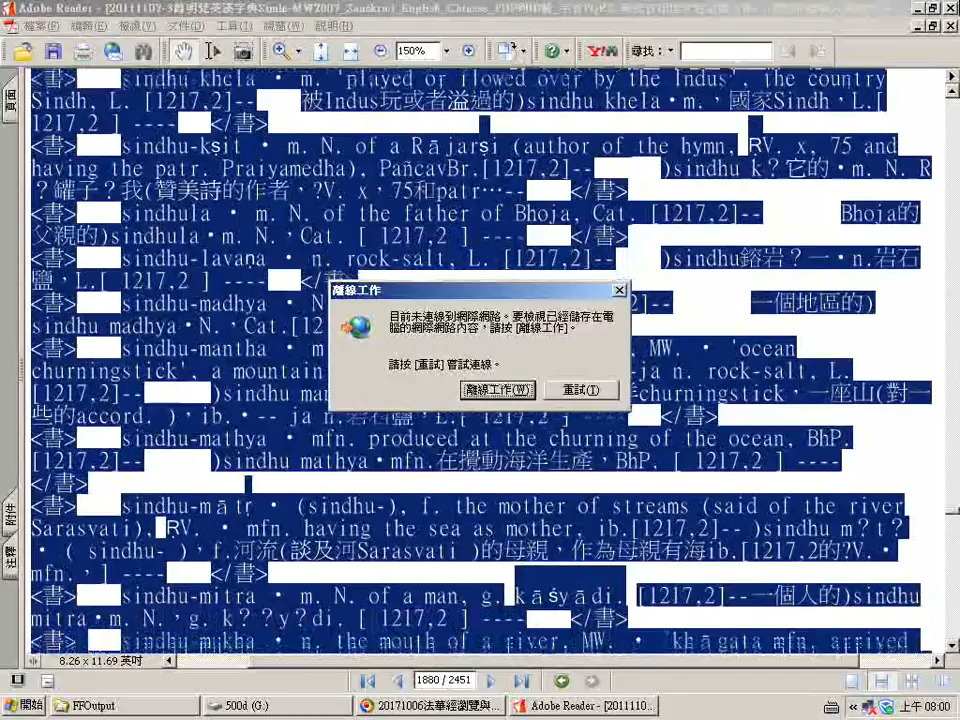 Adobe Reader
檔案(F) 編輯(E) 檢視(V) 文件(D) 工具(T) 視窗(W) 說明(H)
150% 尋找：
頁面
附件
註釋
<書> sindhu-khela ‧ m. 'played or flowed over by the Indus', the country
Sindh, L. [1217,2]-- 被Indus玩或者溢過的)sindhu khela‧m.，國家Sindh，L.[
1217,2 ] ---- </書>
<書> sindhu-kṣit ‧ m. N. of a Rājarṣi (author of the hymn, RV. x, 75 and
having the patr. Praiyamedha), PañcavBr.[1217,2]-- )sindhu k？它的‧m. N. R
？罐子？我(贊美詩的作者，?V. x，75和patr…-- </書>
<書> sindhula ‧ m. N. of the father of Bhoja, Cat. [1217,2]-- Bhoja的
父親的)sindhula‧m. N.，Cat. [ 1217,2 ] ---- </書>
<書> sindhu-lavaṇa ‧ n. rock-salt, L. [1217,2]-- )sindhu鎔岩？一‧n.岩石
鹽，L.[ 1217,2 ] ---- </書>
<書> sindhu-madhya ‧ N. -- 一個地區的)
madhya‧N.，Cat.[12
<書> sindhu-mantha ‧ m. MW. ‧ 'ocean
churningstick', a mountain ja n. rock-salt, L.
[1217,2]-- )sindhu ma churningstick，一座山(對一
些的accord. )，ib.‧-- ja n.岩石鹽，L.[ 1217,2 ] ---- </書>
<書> sindhu-mathya ‧ mfn. produced at the churning of the ocean, BhP.
[1217,2]-- )sindhu mathya‧mfn.在攪動海洋生產，BhP. [ 1217,2 ] ----
</書>
<書> sindhu-mātṛ ‧ (sindhu-), f. the mother of streams (said of the river
Sarasvati), RV. ‧ mfn. having the sea as mother, ib.[1217,2]-- )sindhu m？t？
‧ ( sindhu- )，f.河流(談及河Sarasvati )的母親，作為母親有海ib.[1217,2的?V.‧
mfn.，] ---- </書>
<書> sindhu-mitra ‧ m. N. of a man, g. kāśyādi. [1217,2]--一個人的)sindhu
mitra‧m. N.，g. k？？y？di, [ 1217,2 ] ---- </書>
<書> sindhu-mukha ‧ n. the mouth of a river, MW. ‧ 'khāgata mfn. arrived
離線工作
目前未連線到網際網路。要檢視已經儲存在電
腦的網際網路內容，請按 [離線工作]。
請按 [重試] 嘗試連線。
離線工作(W) 重試(T)
8.26 x 11.69 英吋
1880 / 2451
開始 FFOutput 500d (G:) 20171006法華經瀏覽與... Adobe Reader - [2011110... 上午 08:00